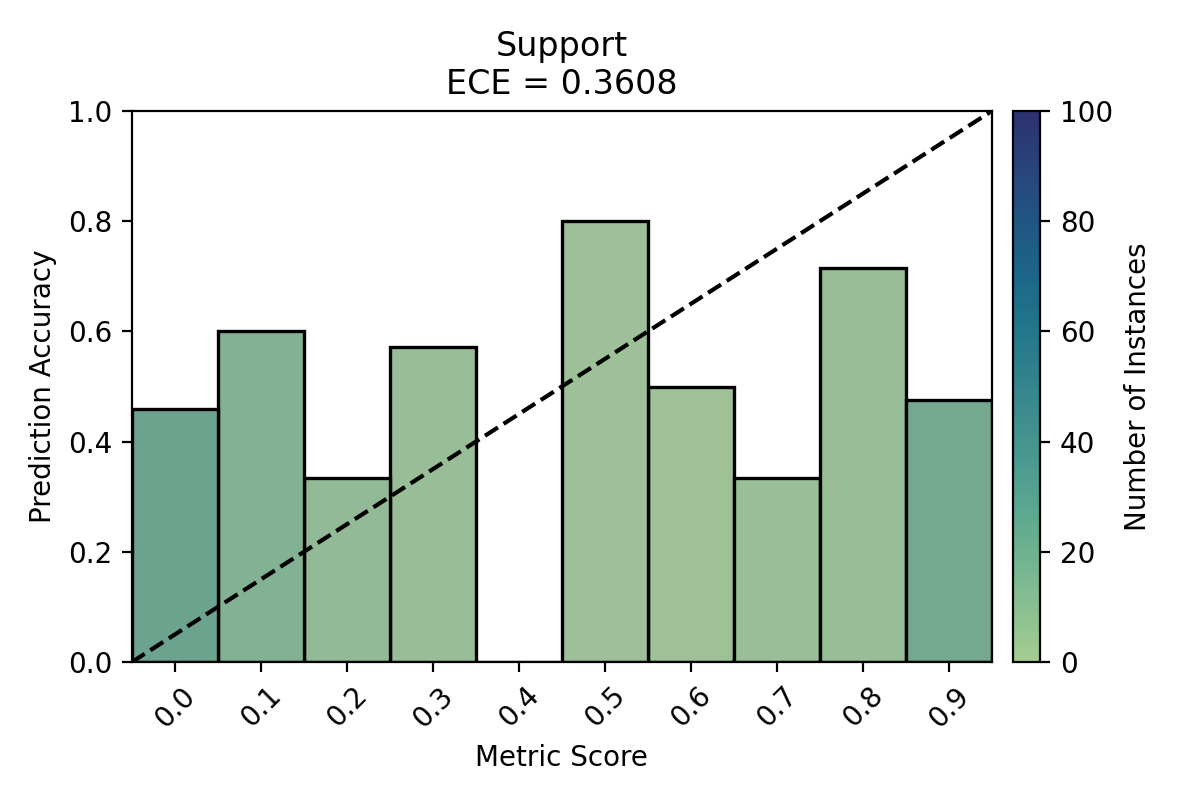 Support
ECE = 0.3608
Prediction Accuracy
1.0
0.8
0.6
0.4
0.2
0.0
0.0 0.1 0.2 0.3 0.4 0.5 0.6 0.7 0.8 0.9
Metric Score
100
80
60
40
20
0
Number of Instances